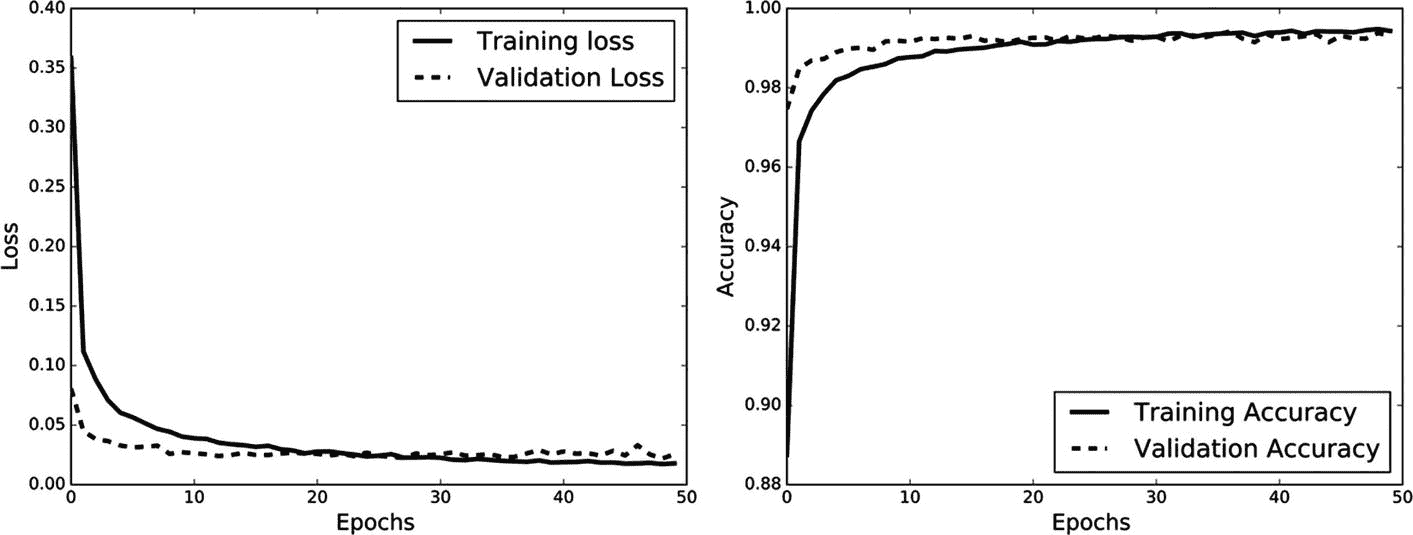 0.40
0.35
0.30
0.25
0.20
0.15
0.10
0.05
0.00
Loss
0 10 20 30 40 50
Epochs
Training loss
Validation Loss
1.00
0.98
0.96
0.94
0.92
0.90
0.88
Accuracy
0 10 20 30 40 50
Epochs
Training Accuracy
Validation Accuracy